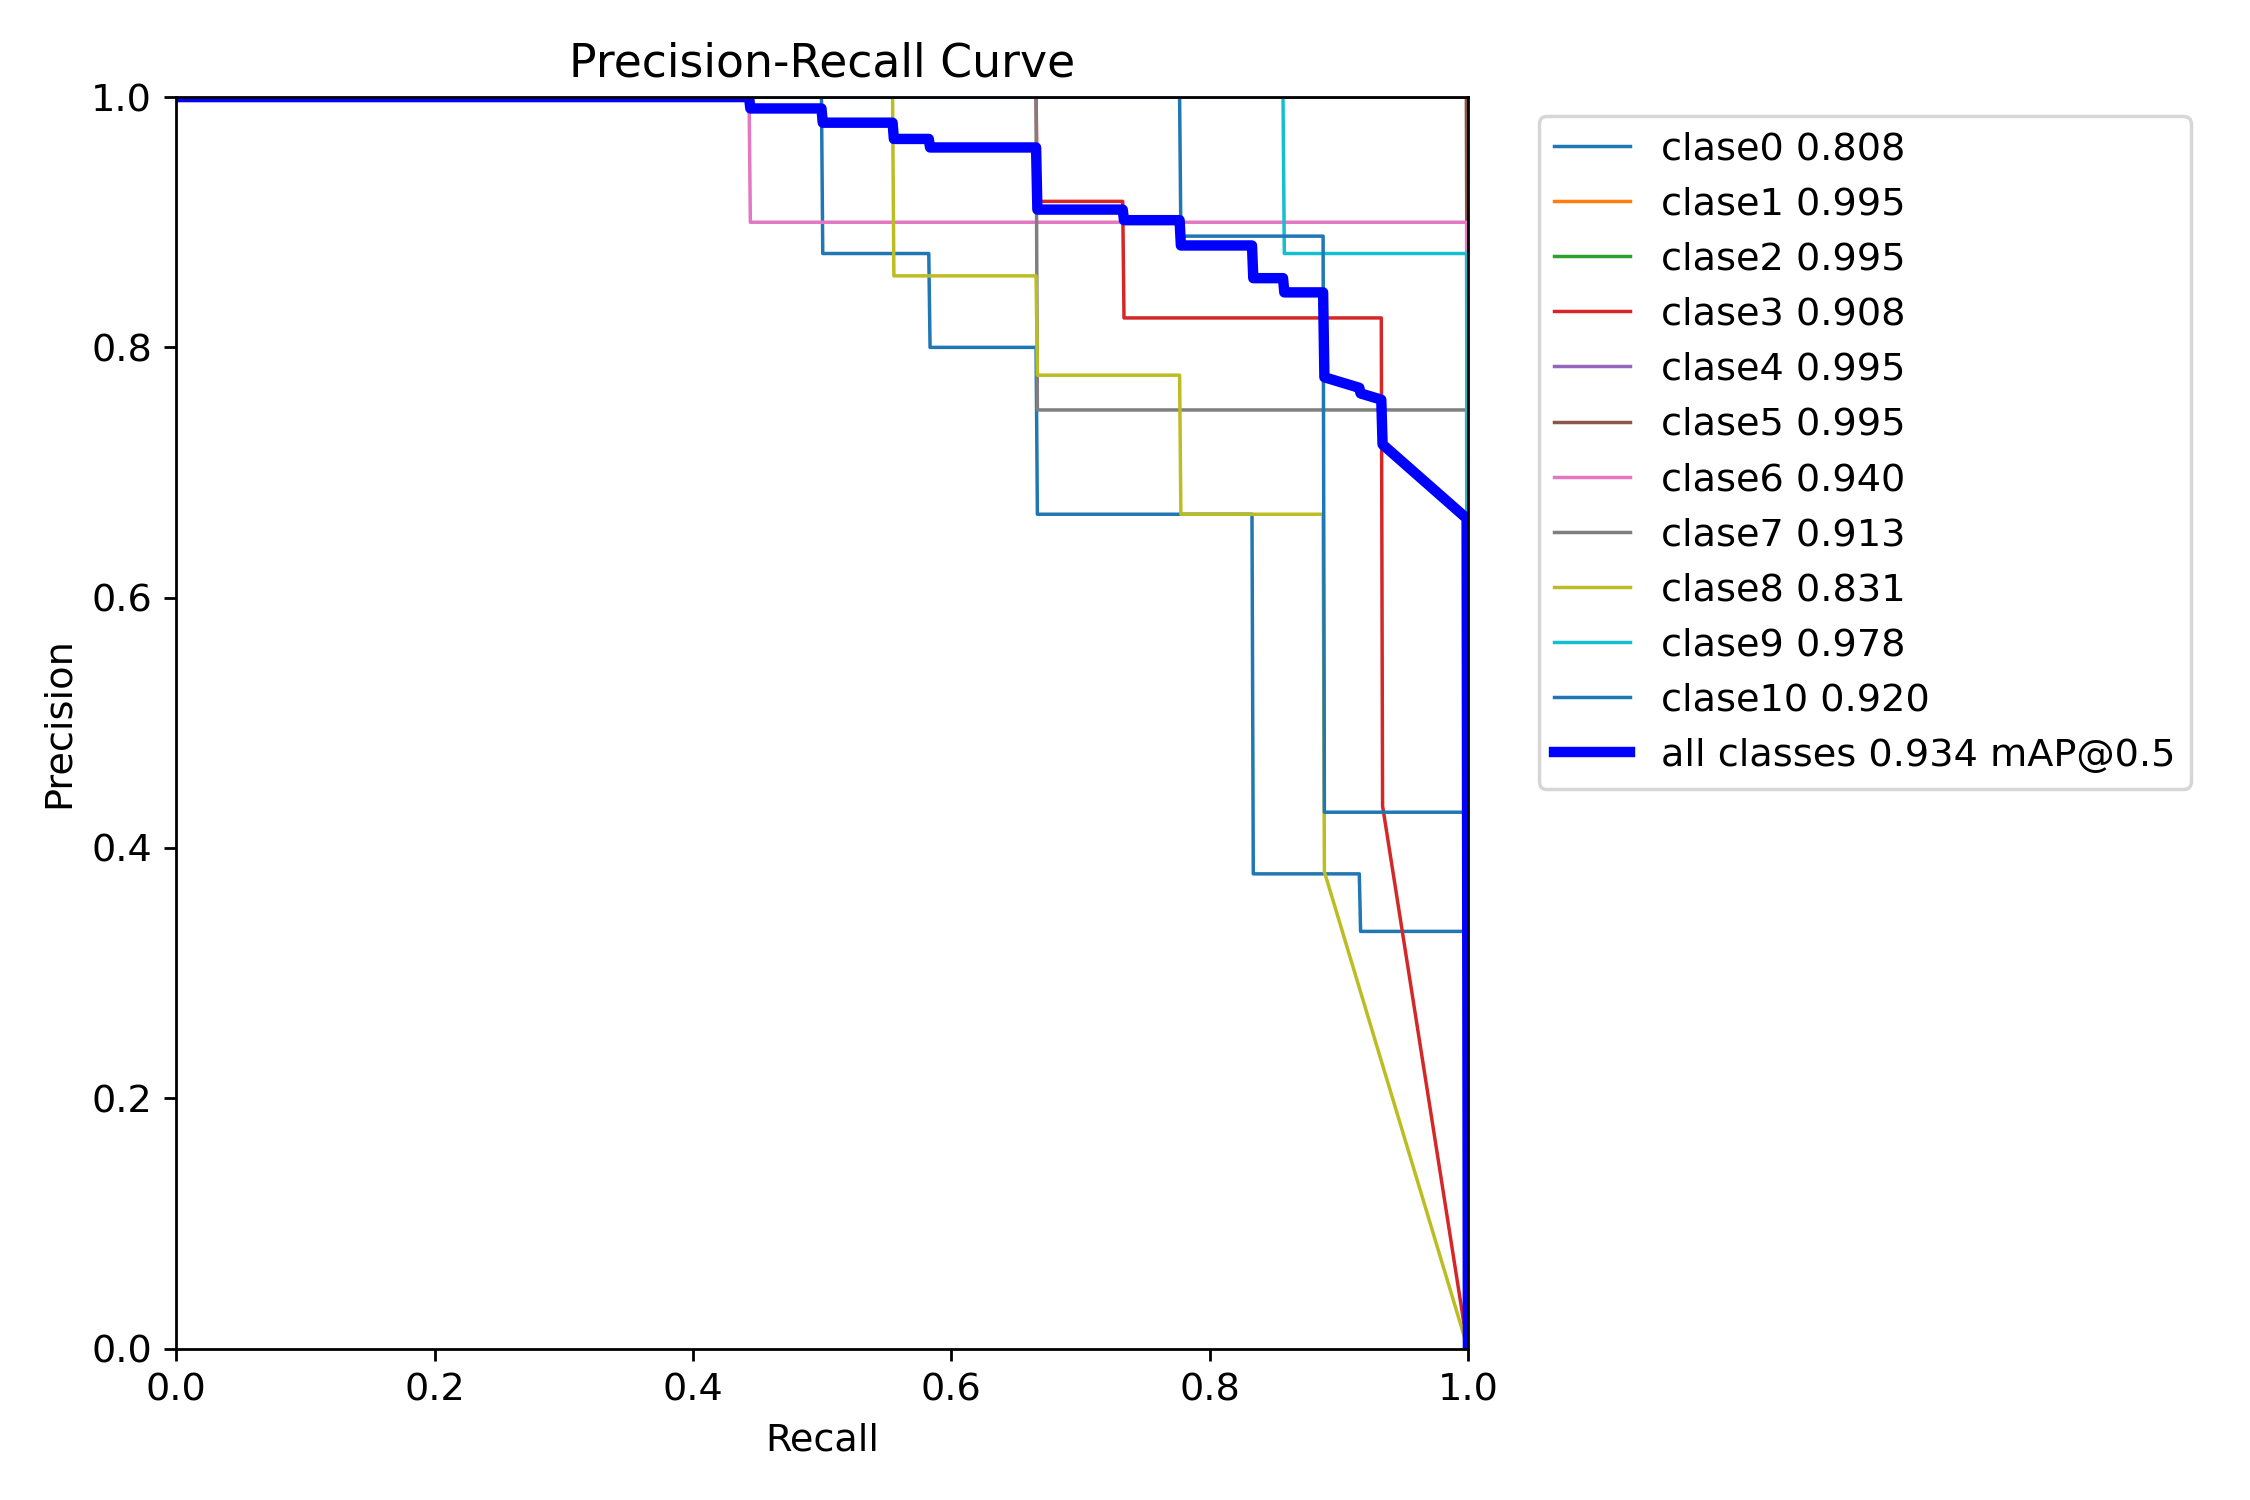 Precision-Recall Curve
1.0
0.8
0.6
0.4
0.2
0.0
Precision
0.0 0.2 0.4 0.6 0.8 1.0
Recall
clase0 0.808
clase1 0.995
clase2 0.995
clase3 0.908
clase4 0.995
clase5 0.995
clase6 0.940
clase7 0.913
clase8 0.831
clase9 0.978
clase10 0.920
all classes 0.934 mAP@0.5